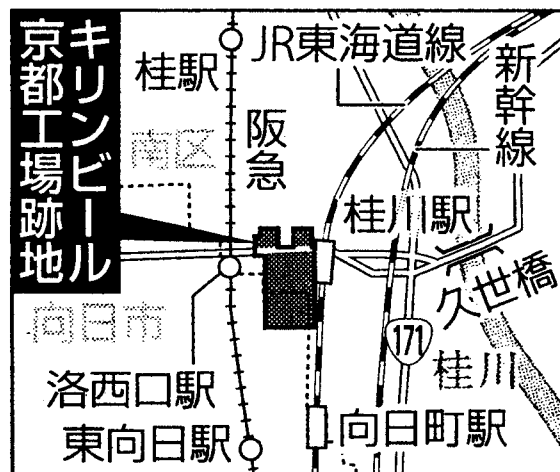 キリンビール
京都工場跡地
桂駅
JR東海道線
新幹線
南区
阪急
桂川駅
久世橋
向日市
171
桂川
洛西口駅
向日町駅
東向日駅